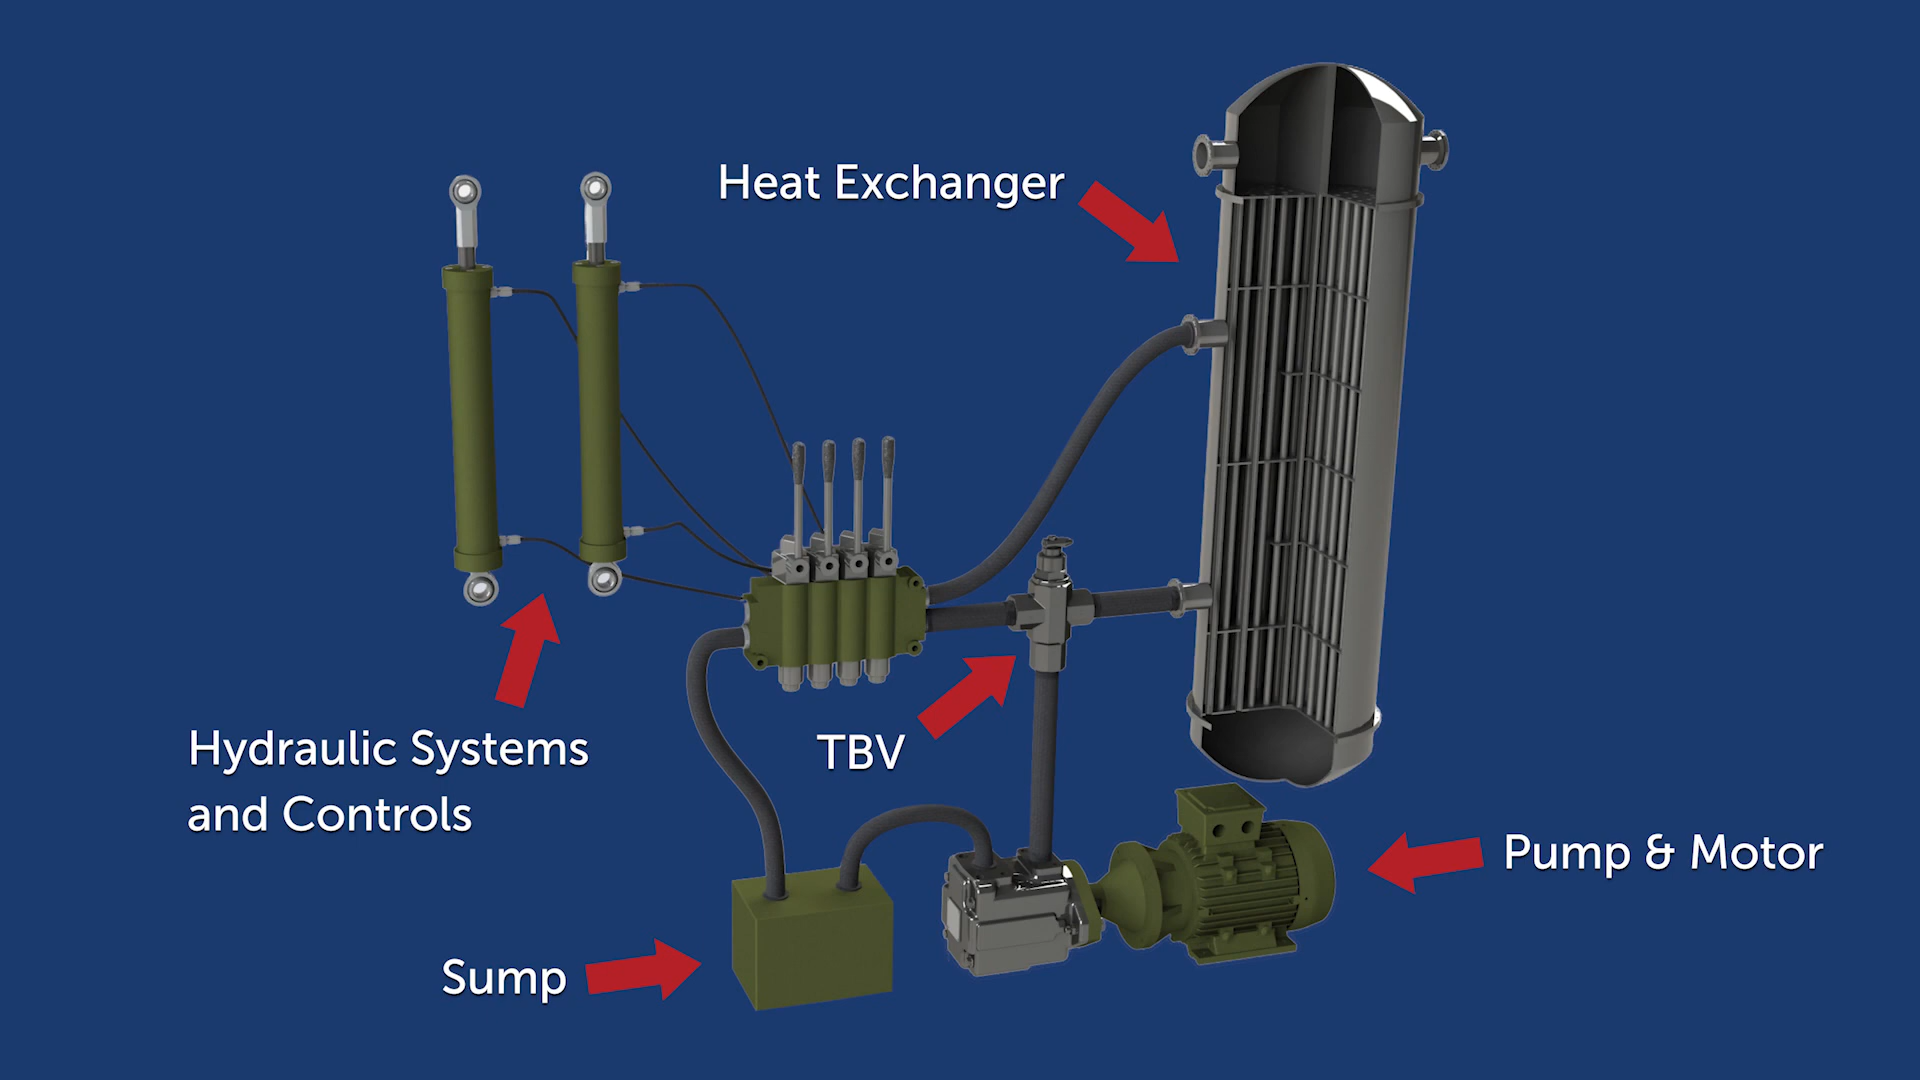 Heat Exchanger
Hydraulic Systems
and Controls
TBV
Pump & Motor
Sump